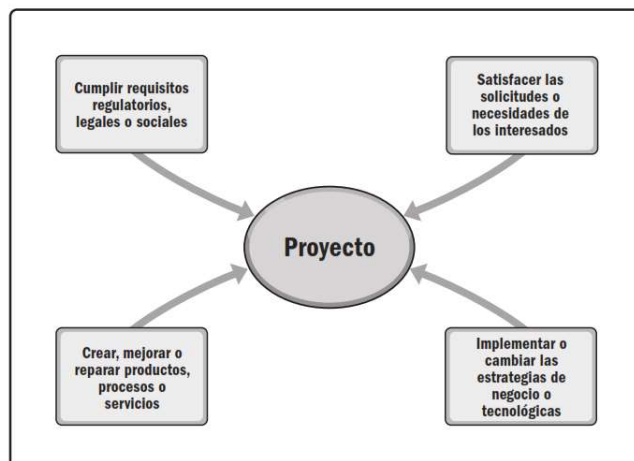 Cumplir requisitos
regulatorios,
legales o sociales
Satisfacer las
solicitudes o
necesidades de
los interesados
Proyecto
Crear, mejorar o
reparar productos,
procesos o
servicios
Implementar o
cambiar las
estrategias de
negocio o
tecnológicas